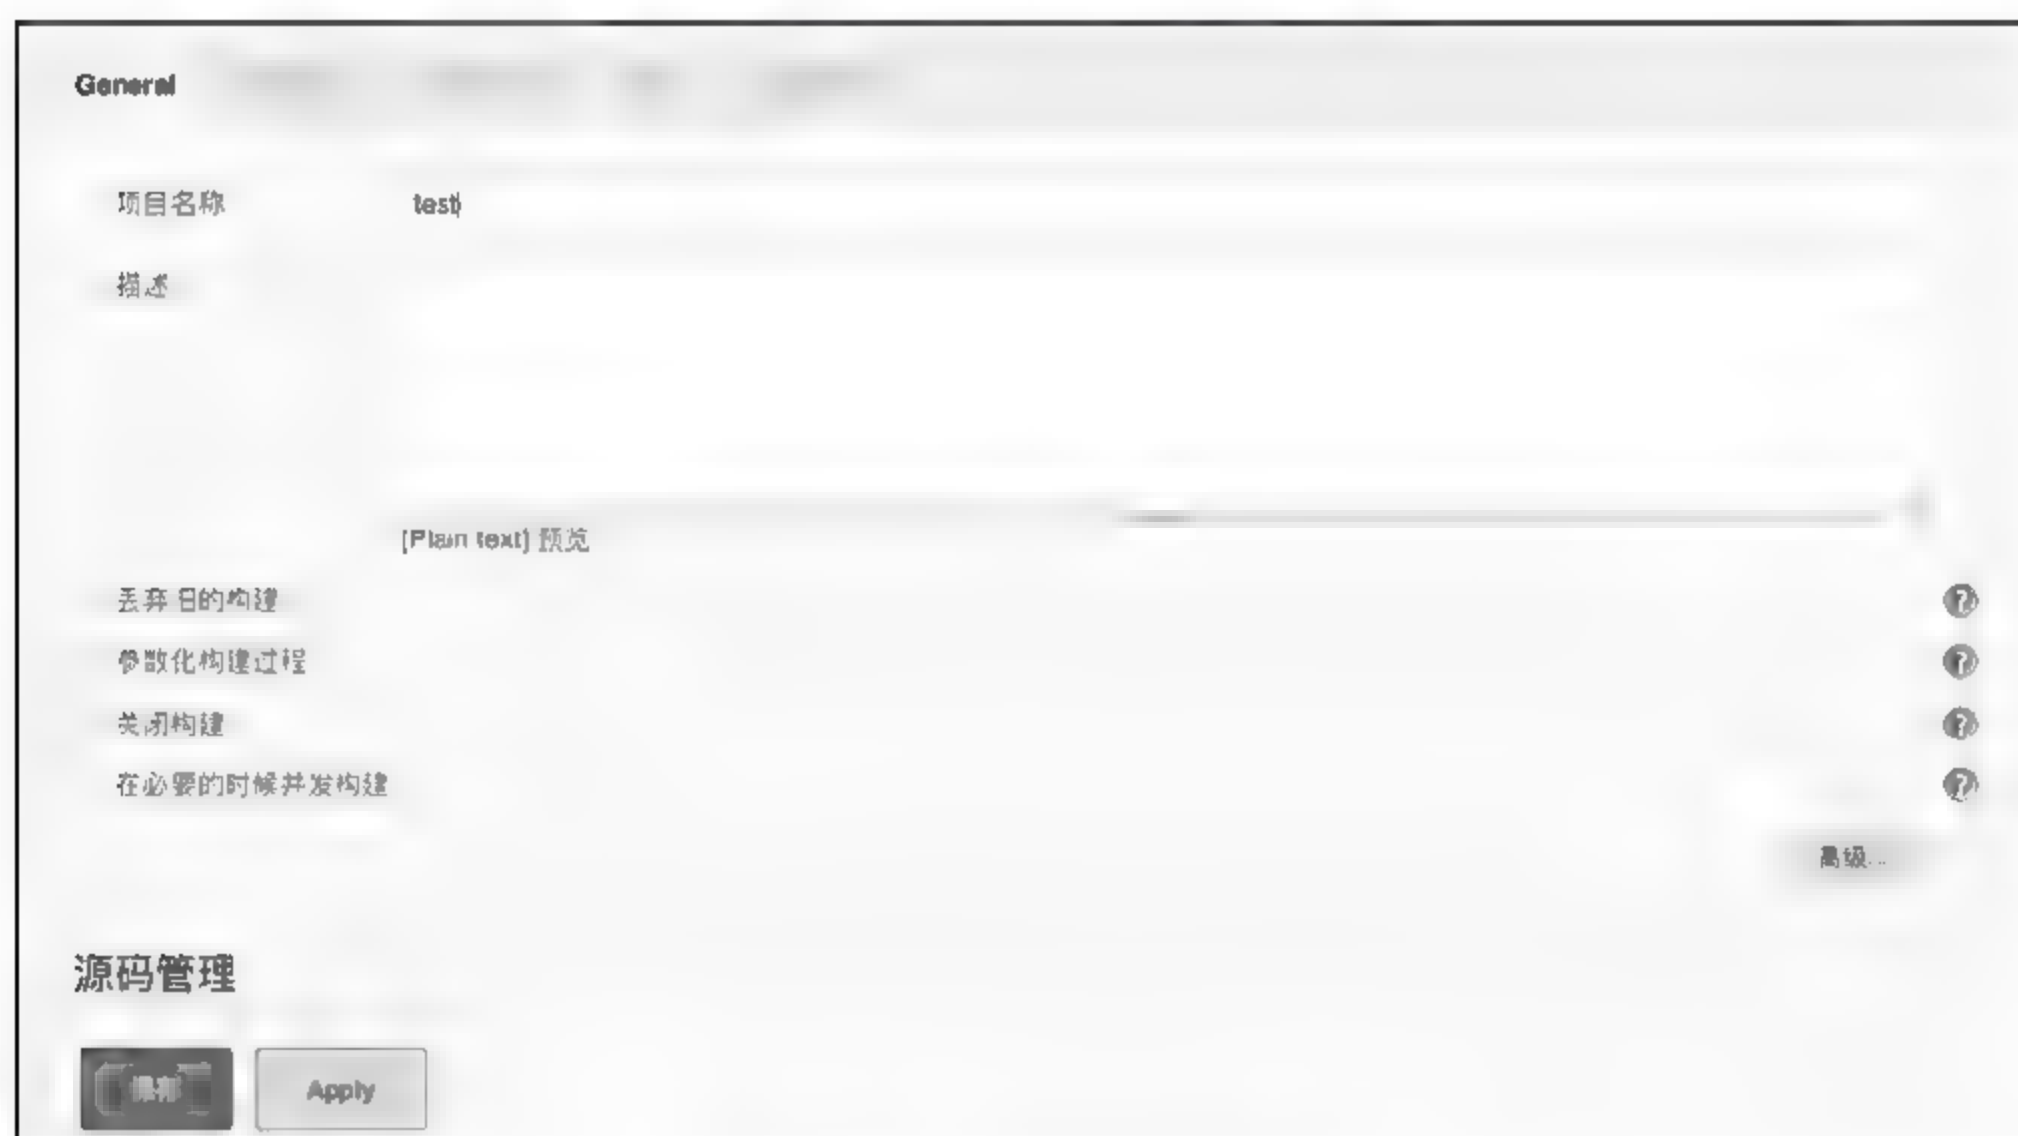 General
项目名称 test
描述
[Plain text] 预览
丢弃旧的构建
参数化构建过程
关闭构建
在必要的时候并发构建
高级...
源码管理
保存 Apply